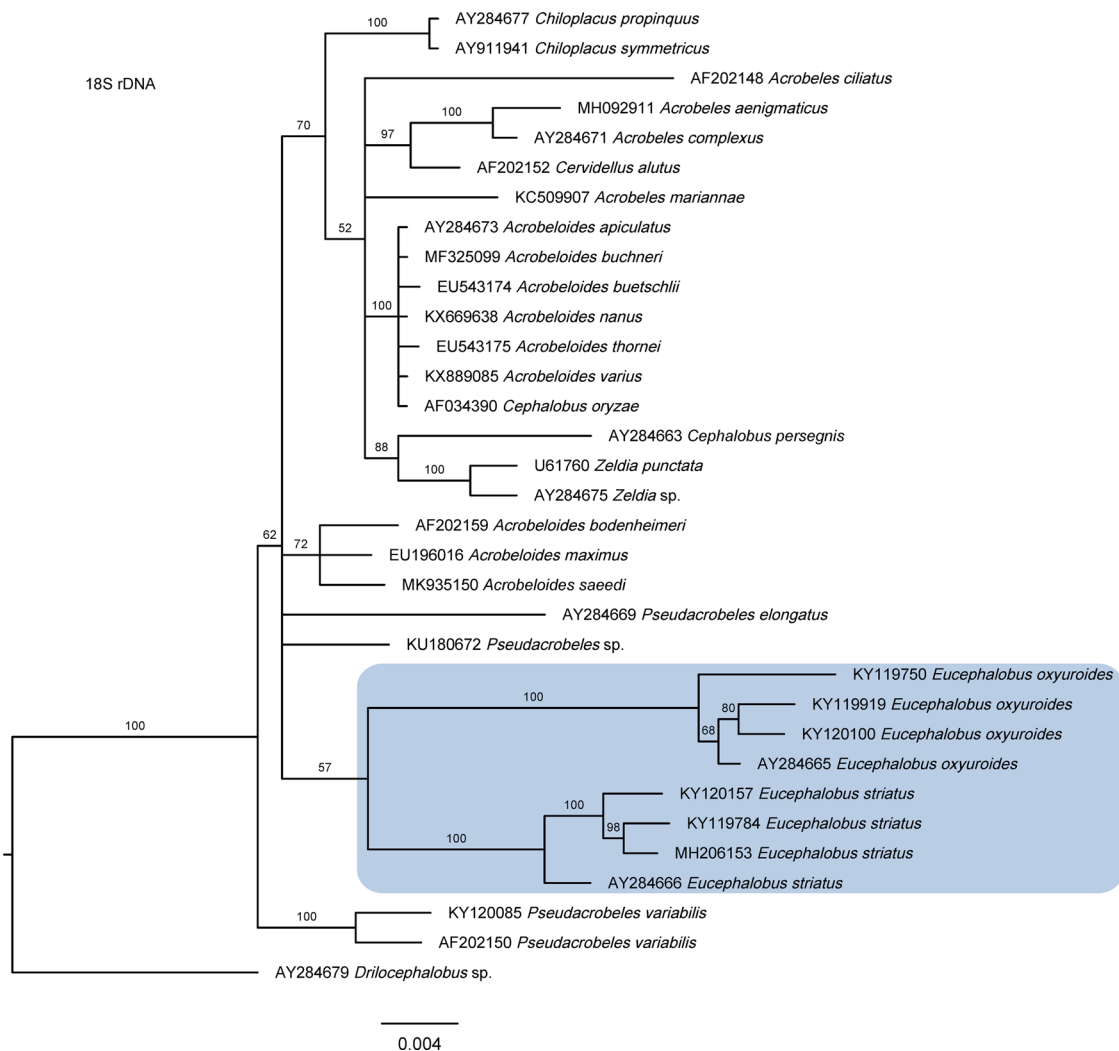 100
AY284677 Chiloplacus propinquus
AY911941 Chiloplacus symmetricus
18S rDNA
AF202148 Acrobeles ciliatus
100
MH092911 Acrobeles aenigmaticus
70
97
AY284671 Acrobeles complexus
AF202152 Cervidellus alutus
KC509907 Acrobeles mariannae
52
AY284673 Acrobeloides apiculatus
MF325099 Acrobeloides buchneri
EU543174 Acrobeloides buetschlii
100
KX669638 Acrobeloides nanus
EU543175 Acrobeloides thornei
KX889085 Acrobeloides varius
AF034390 Cephalobus oryzae
AY284663 Cephalobus persegnis
88
100
U61760 Zeldia punctata
AY284675 Zeldia sp.
AF202159 Acrobeloides bodenheimeri
62
72
EU196016 Acrobeloides maximus
MK935150 Acrobeloides saeedi
AY284669 Pseudacrobeles elongatus
KU180672 Pseudacrobeles sp.
KY119750 Eucephalobus oxyuroides
100
80
KY119919 Eucephalobus oxyuroides
100
68
KY120100 Eucephalobus oxyuroides
57
AY284665 Eucephalobus oxyuroides
100
KY120157 Eucephalobus striatus
98
KY119784 Eucephalobus striatus
100
MH206153 Eucephalobus striatus
AY284666 Eucephalobus striatus
100
KY120085 Pseudacrobeles variabilis
AF202150 Pseudacrobeles variabilis
AY284679 Drilocephalobus sp.
0.004